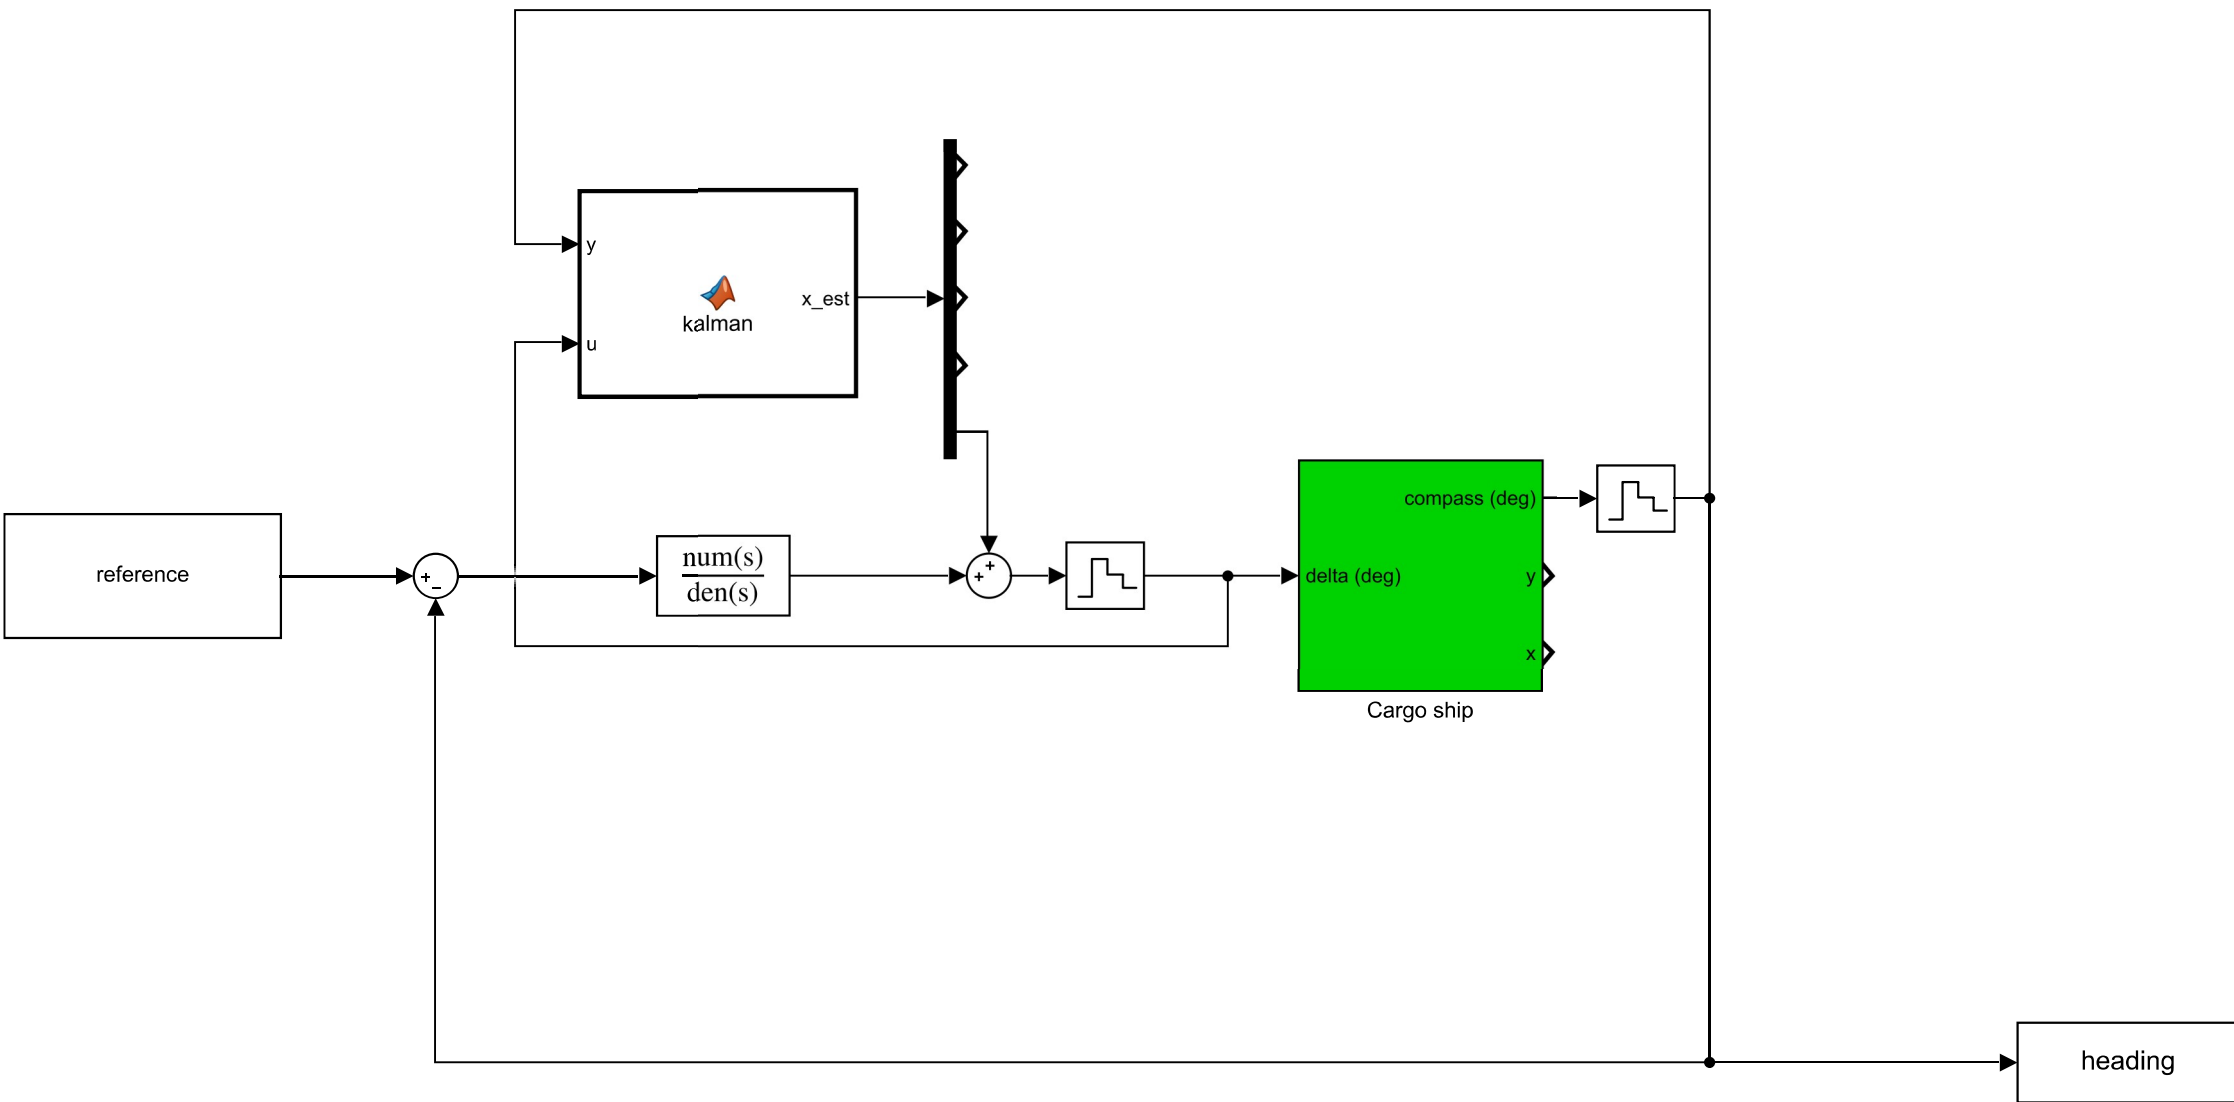 y
x_est
kalman
u
compass (deg)
reference
num(s)
den(s)
+
−
+
+
delta (deg)
y
x
Cargo ship
heading